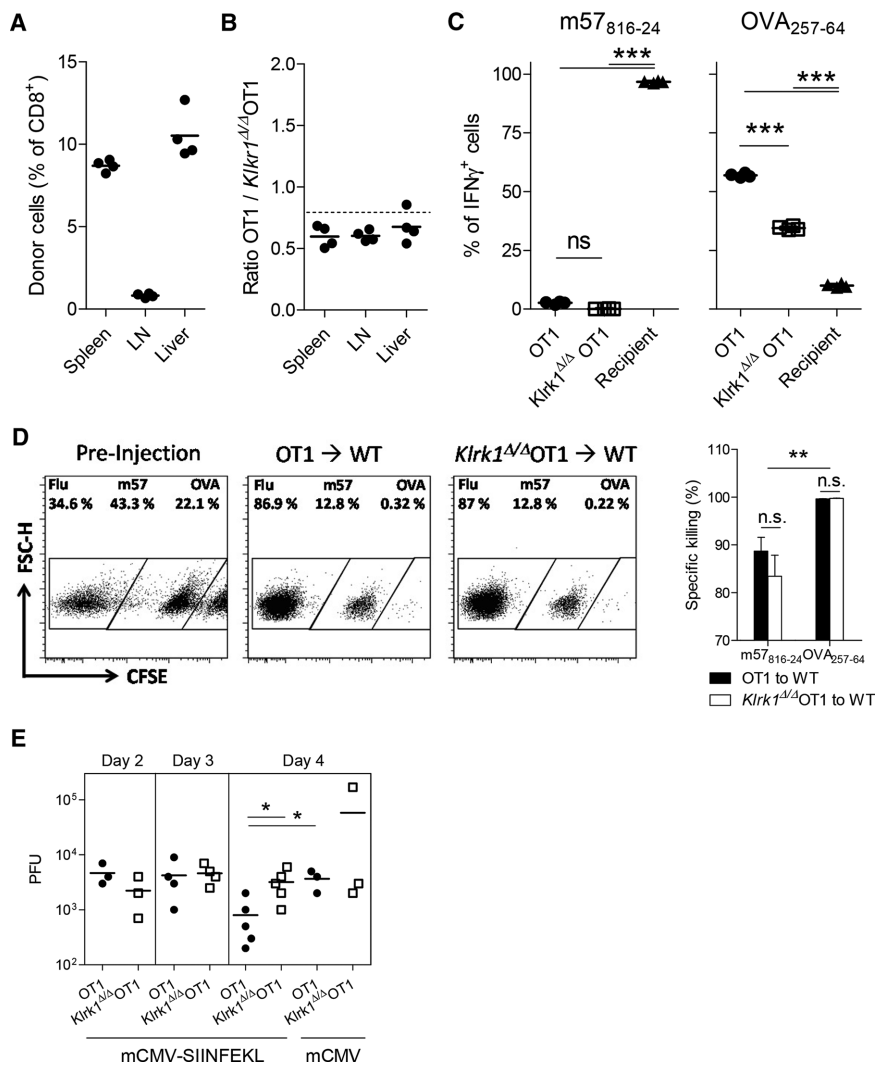 A
Donor cells (% of CD8+)
15
10
5
0
Spleen
LN
Liver
B
Ratio OT1 / Klkr1Δ/ΔOT1
2.0
1.5
1.0
0.5
0.0
Spleen
LN
Liver
C
m57816-24
OVA257-64
% of IFNγ+ cells
100
75
50
25
0
***
***
***
ns
OT1
Klrk1Δ/Δ OT1
Recipient
OT1
Klrk1Δ/Δ OT1
Recipient
D
Pre-Injection
OT1 → WT
Klrk1Δ/ΔOT1 → WT
Flu m57 OVA
34.6 % 43.3 % 22.1 %
Flu m57 OVA
86.9 % 12.8 % 0.32 %
Flu m57 OVA
87 % 12.8 % 0.22 %
FSC-H
CFSE
Specific killing (%)
110
100
90
80
70
**
n.s.
n.s.
m57816-24 OVA257-64
OT1 to WT
Klrk1Δ/ΔOT1 to WT
E
Day 2
Day 3
Day 4
PFU
105
104
103
102
*
*
OT1
Klrk1Δ/ΔOT1
OT1
Klrk1Δ/ΔOT1
OT1
Klrk1Δ/ΔOT1
OT1
Klrk1Δ/ΔOT1
mCMV-SIINFEKL
mCMV